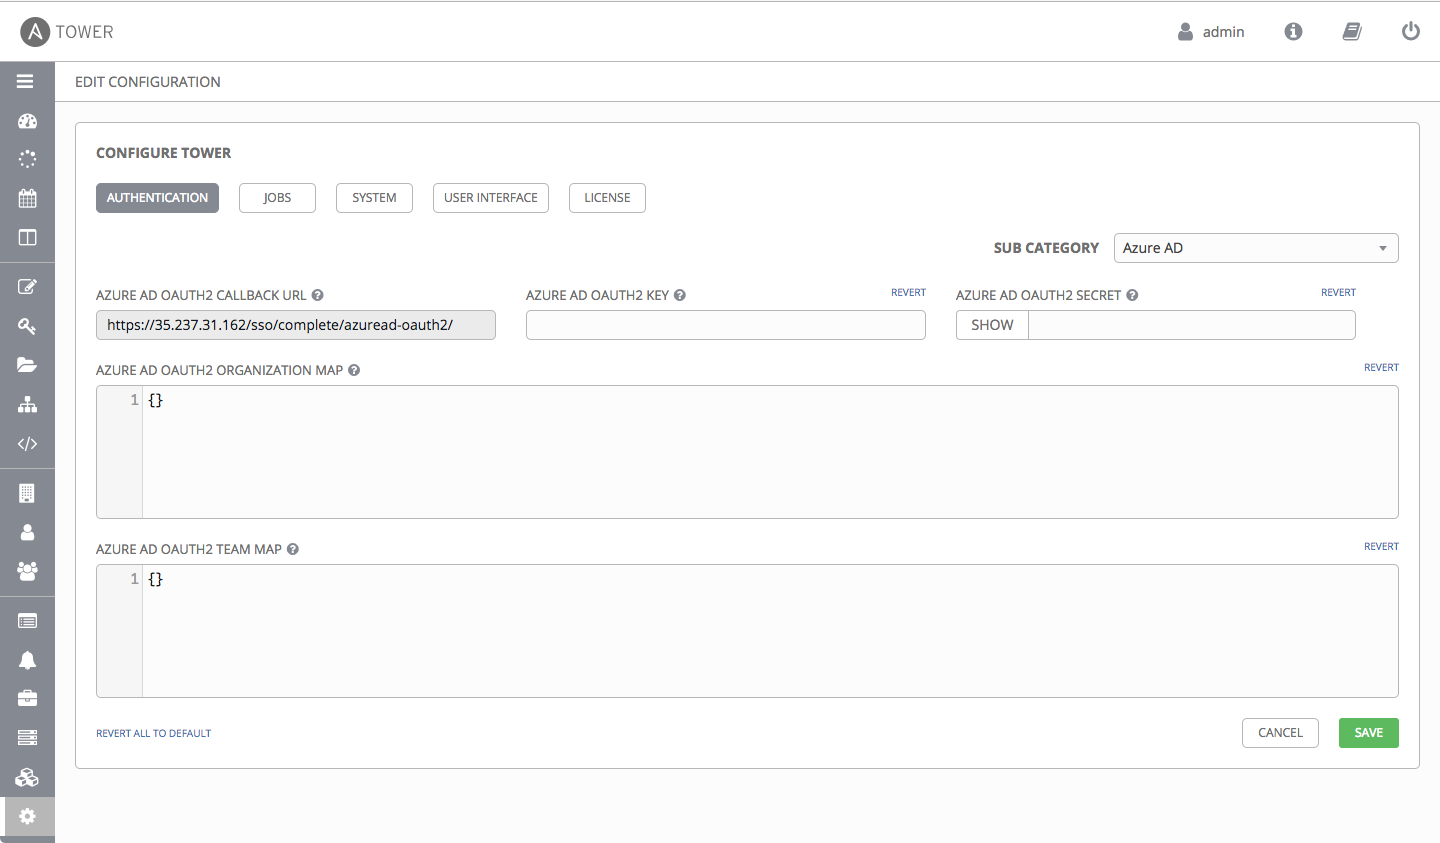 TOWER
admin
EDIT CONFIGURATION
CONFIGURE TOWER
AUTHENTICATION
JOBS
SYSTEM
USER INTERFACE
LICENSE
SUB CATEGORY
Azure AD
AZURE AD OAUTH2 CALLBACK URL
https://35.237.31.162/sso/complete/azuread-oauth2/
AZURE AD OAUTH2 KEY
REVERT
AZURE AD OAUTH2 SECRET
REVERT
SHOW
AZURE AD OAUTH2 ORGANIZATION MAP
REVERT
1 {}
AZURE AD OAUTH2 TEAM MAP
REVERT
1 {}
REVERT ALL TO DEFAULT
CANCEL
SAVE